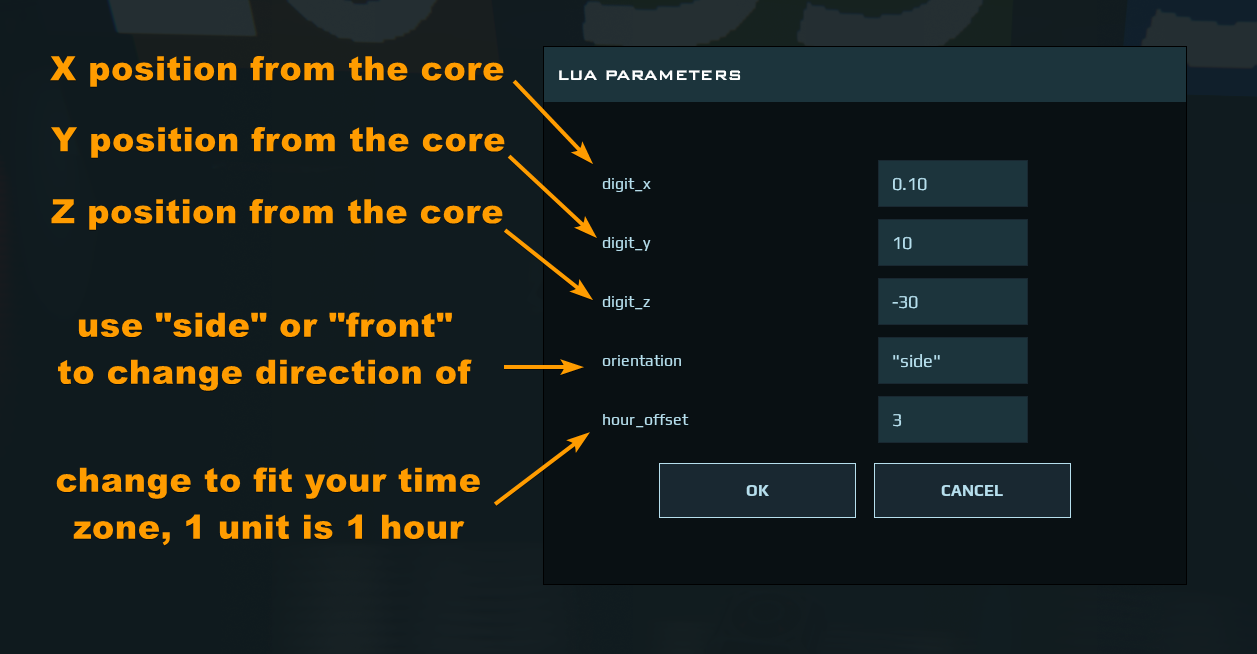 X position from the core
Y position from the core
Z position from the core
use "side" or "front"
to change direction of
change to fit your time
zone, 1 unit is 1 hour
LUA PARAMETERS
digit_x 0.10
digit_y 10
digit_z -30
orientation "side"
hour_offset 3
OK CANCEL